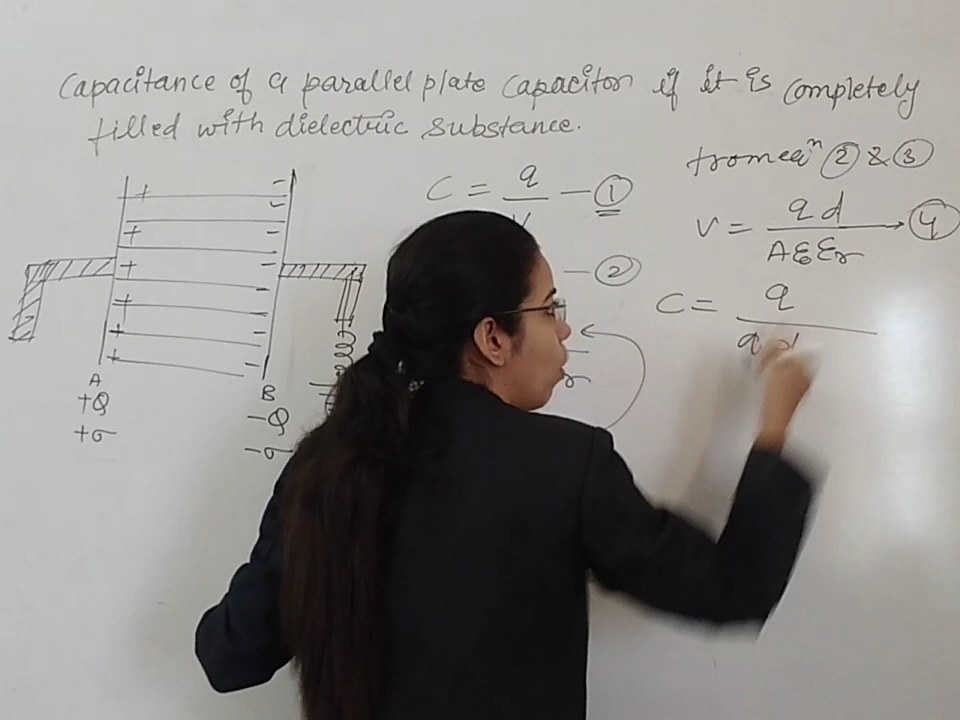 Capacitance of a parallel plate capacitor if it is completely
filled with dielectric substance.
C = q/V — ①
— ②
r
+ + + + + +
- - - - - - -
A
+Q
+σ
B
-Q
-σ
from eqⁿ ② & ③
V = qd/Aε₀εr → ④
C = q/qd